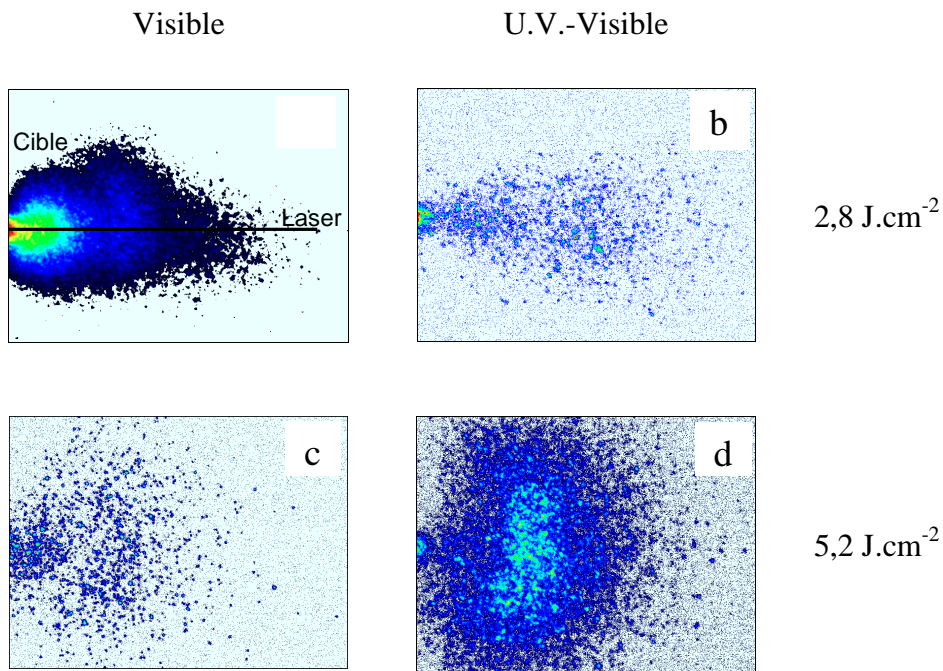 Visible U.V.-Visible
Cible
Laser
b
2,8 J.cm-2
c
d
5,2 J.cm-2